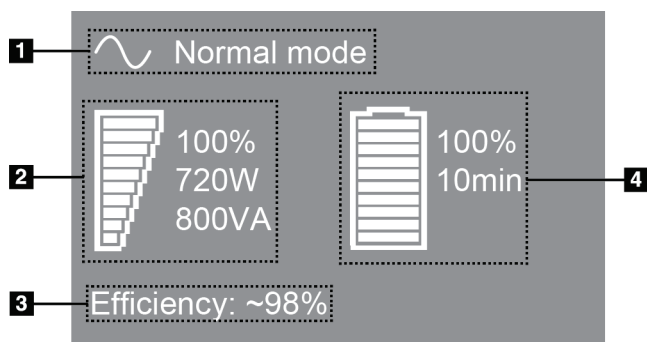 1 Normal mode
2 100% 100%
720W 10min 4
800VA
3 Efficiency: ~98%